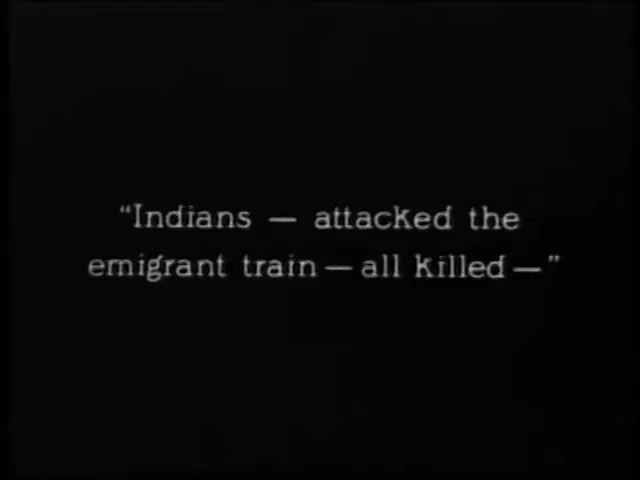 “Indians — attacked the
emigrant train — all killed — ”